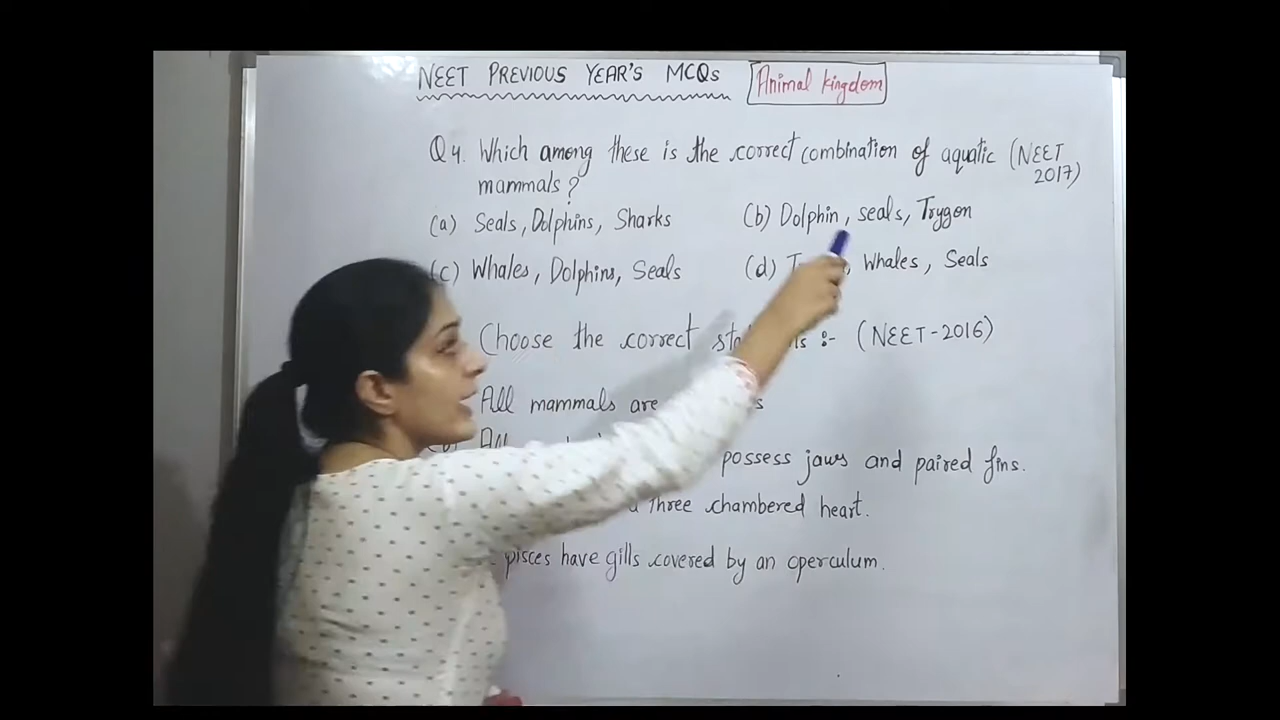 NEET PREVIOUS YEAR'S MCQs Animal kingdom
Q4. Which among these is the correct combination of aquatic (NEET 2017)
mammals?
(a) Seals, Dolphins, Sharks (b) Dolphin, seals, Trygon
(c) Whales, Dolphins, Seals (d) Whales, Seals
Choose the correct :- (NEET-2016)
All mammals are
All possess jaws and paired fins.
three chambered heart.
pisces have gills covered by an operculum.